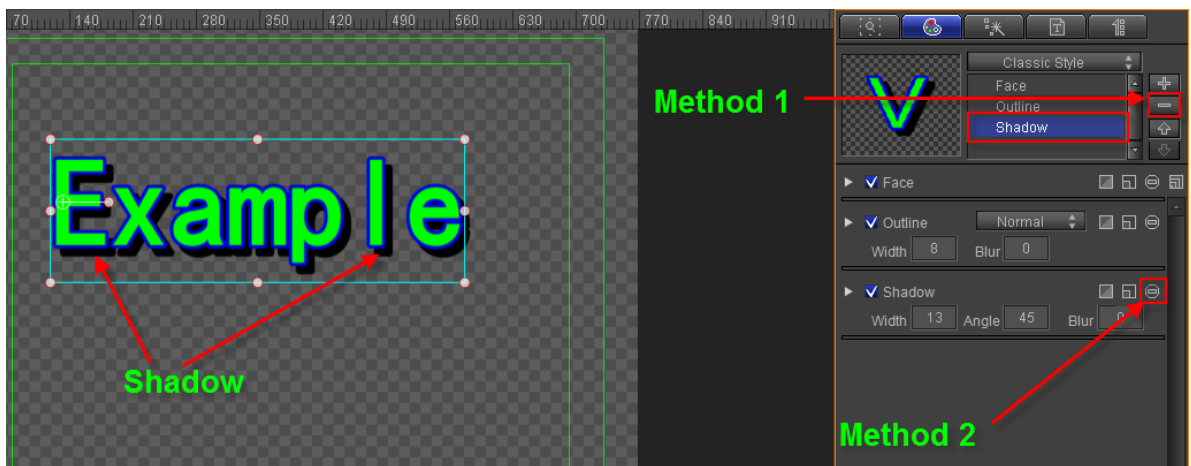 70 140 210 280 350 420 490 560 630 700 770 840 910
Classic Style
V
Face
Outline
Shadow
Method 1
Example
Shadow
Face
Outline Normal
Width 8 Blur 0
Shadow
Width 13 Angle 45 Blur 0
Method 2